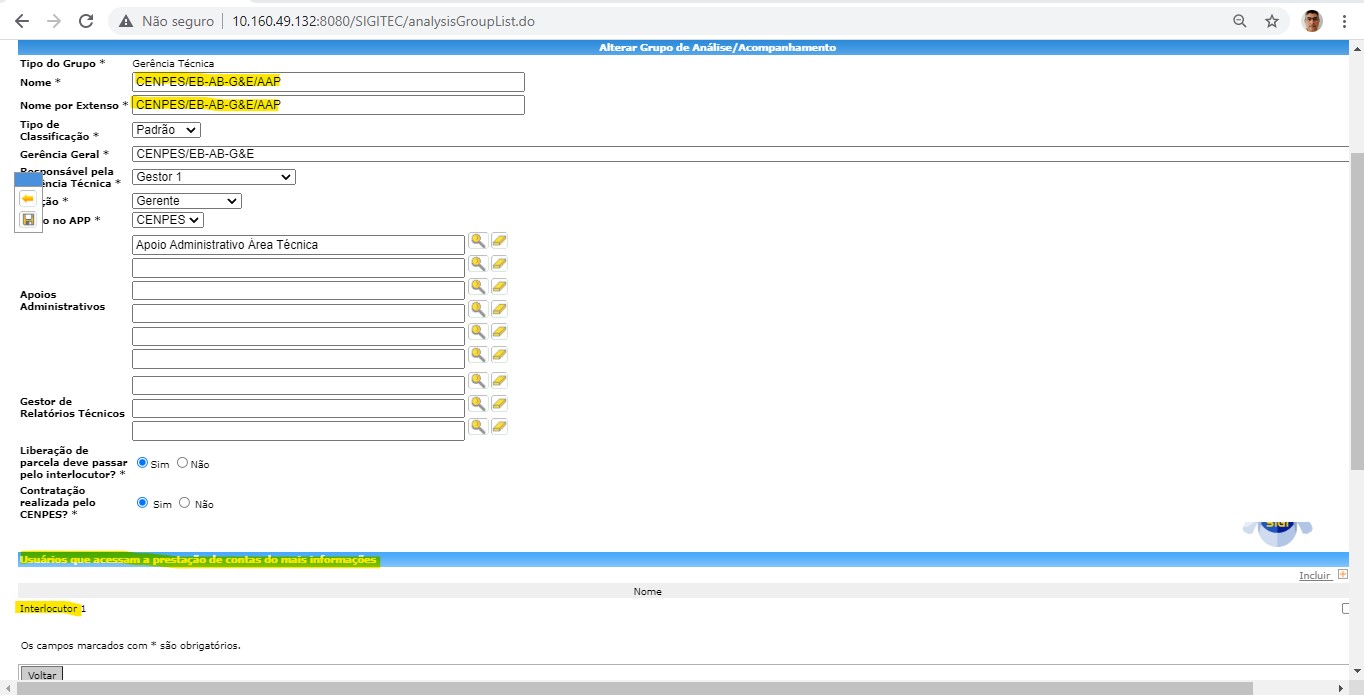 Não seguro 10.160.49.132:8080/SIGITEC/analysisGroupList.do
Alterar Grupo de Análise/Acompanhamento
Tipo do Grupo * Gerência Técnica
Nome * CENPES/EB-AB-G&E/AAP
Nome por Extenso * CENPES/EB-AB-G&E/AAP
Tipo de
Classificação * Padrão
Gerência Geral * CENPES/EB-AB-G&E
Responsável pela
ência Técnica * Gestor 1
ção * Gerente
o no APP * CENPES
Apoio Administrativo Área Técnica
Apoios
Administrativos
Gestor de
Relatórios Técnicos
Liberação de
parcela deve passar
pelo interlocutor? * Sim Não
Contratação
realizada pelo
CENPES? * Sim Não
SIGI
Usuários que acessam a prestação de contas do mais informações
Incluir
Nome
Interlocutor 1
Os campos marcados com * são obrigatórios.
Voltar